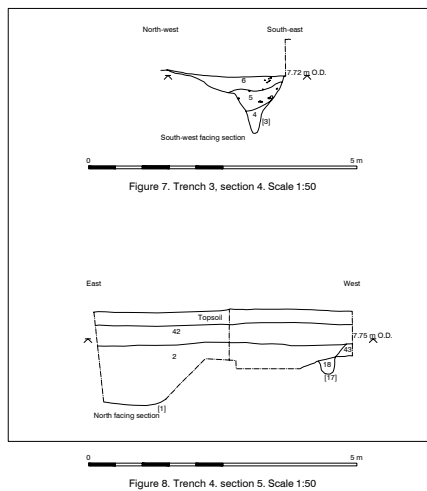 North-west South-east
7.72 m O.D.
6
5
4
[3]
South-west facing section
0 5 m
Figure 7. Trench 3, section 4. Scale 1:50
East West
Topsoil
42 7.75 m O.D.
2 43
18
[17]
[1]
North facing section
0 5 m
Figure 8. Trench 4. section 5. Scale 1:50